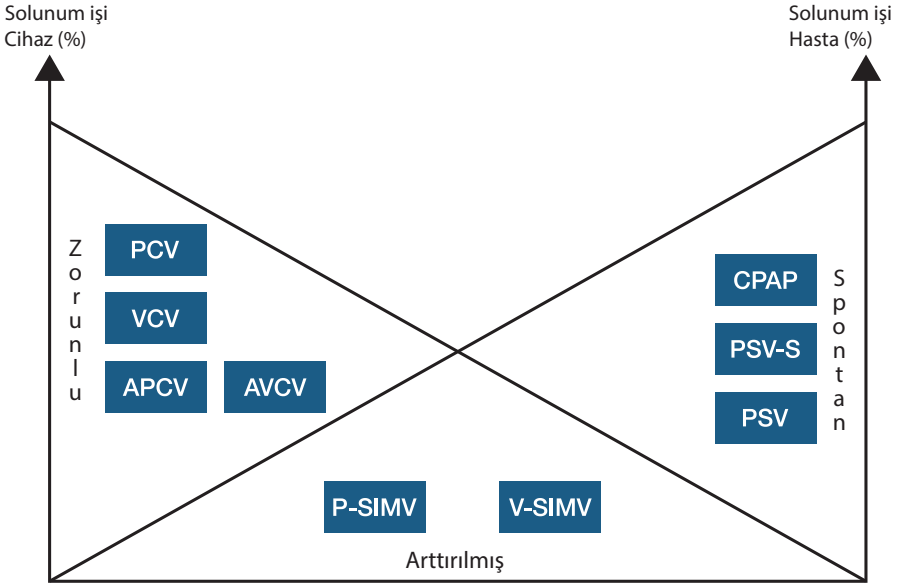 Solunum işi
Cihaz (%)
Solunum işi
Hasta (%)
Zorunlu
PCV
VCV
APCV
AVCV
CPAP
PSV-S
PSV
Spontan
P-SIMV
V-SIMV
Arttırılmış